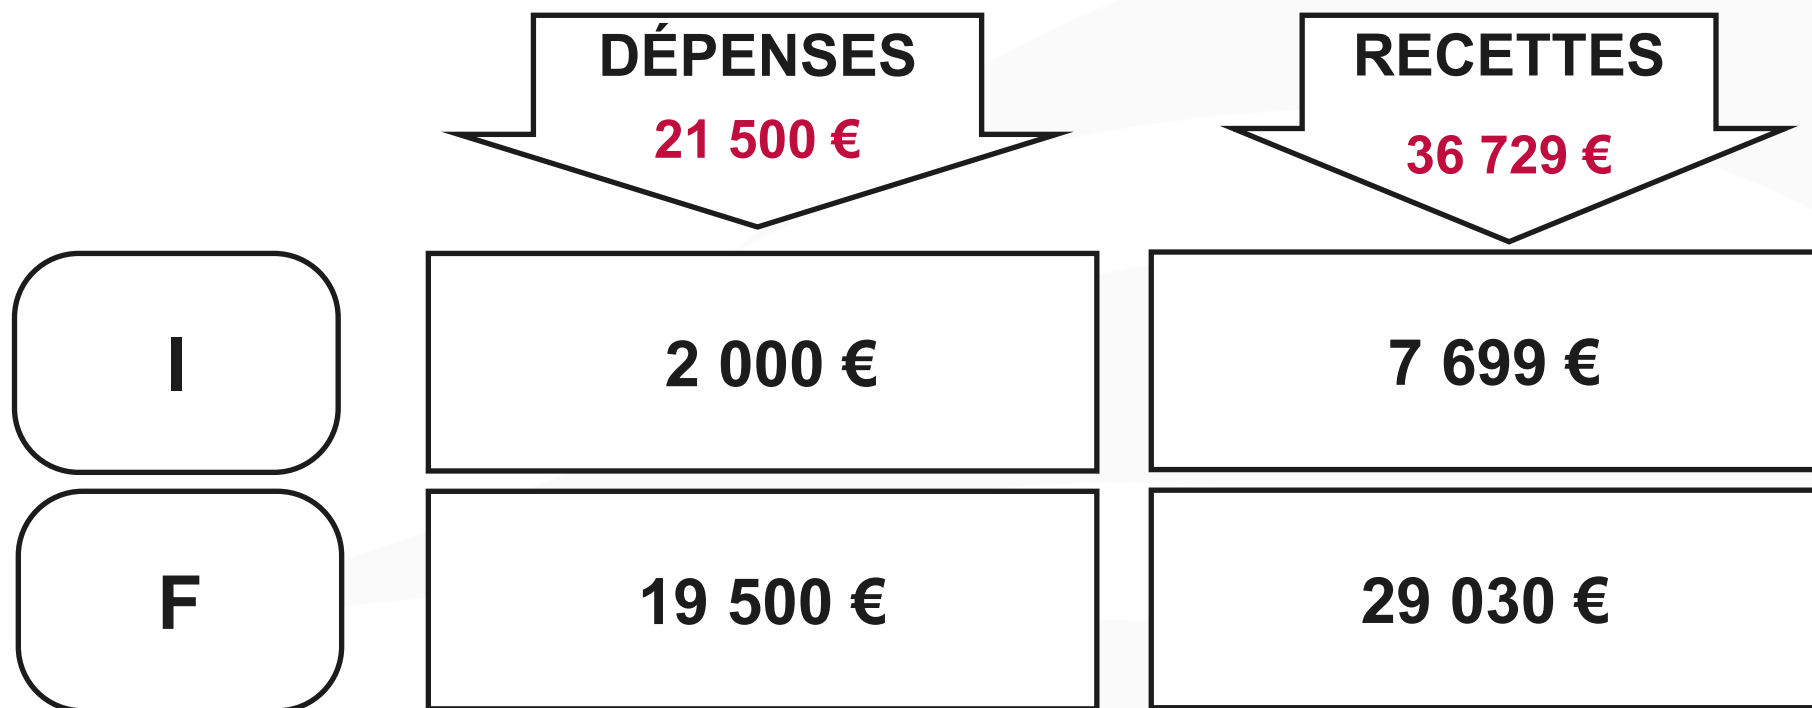 DÉPENSES
21 500 €
RECETTES
36 729 €
I
2 000 €
7 699 €
F
19 500 €
29 030 €